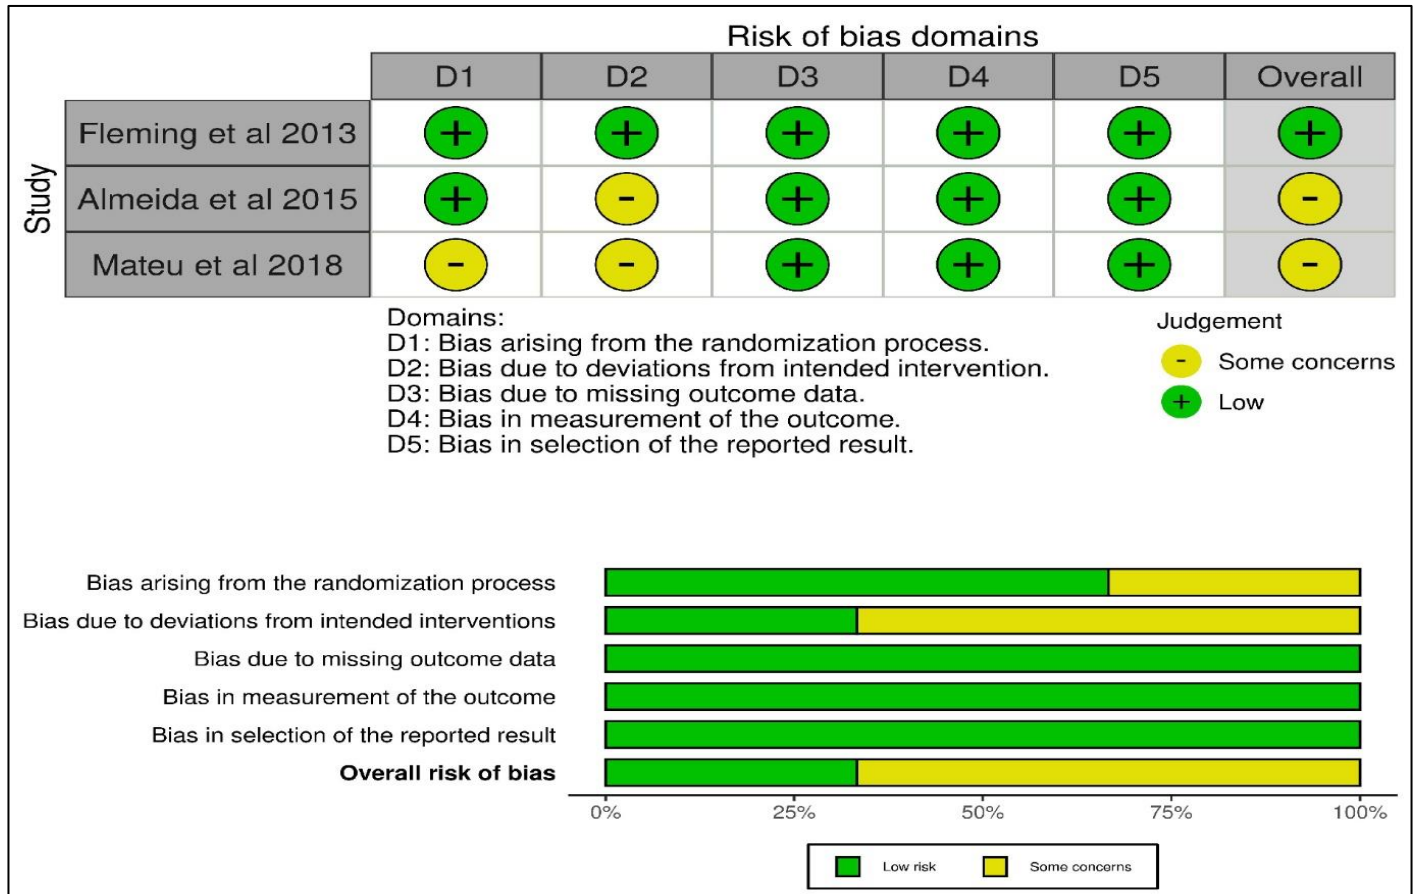 Risk of bias domains
D1 D2 D3 D4 D5 Overall
Study
Fleming et al 2013 + + + + + +
Almeida et al 2015 + - + + + -
Mateu et al 2018 - - + + + -
Domains:
D1: Bias arising from the randomization process.
D2: Bias due to deviations from intended intervention.
D3: Bias due to missing outcome data.
D4: Bias in measurement of the outcome.
D5: Bias in selection of the reported result.
Judgement
- Some concerns
+ Low
Bias arising from the randomization process
Bias due to deviations from intended interventions
Bias due to missing outcome data
Bias in measurement of the outcome
Bias in selection of the reported result
Overall risk of bias
0% 25% 50% 75% 100%
Low risk Some concerns